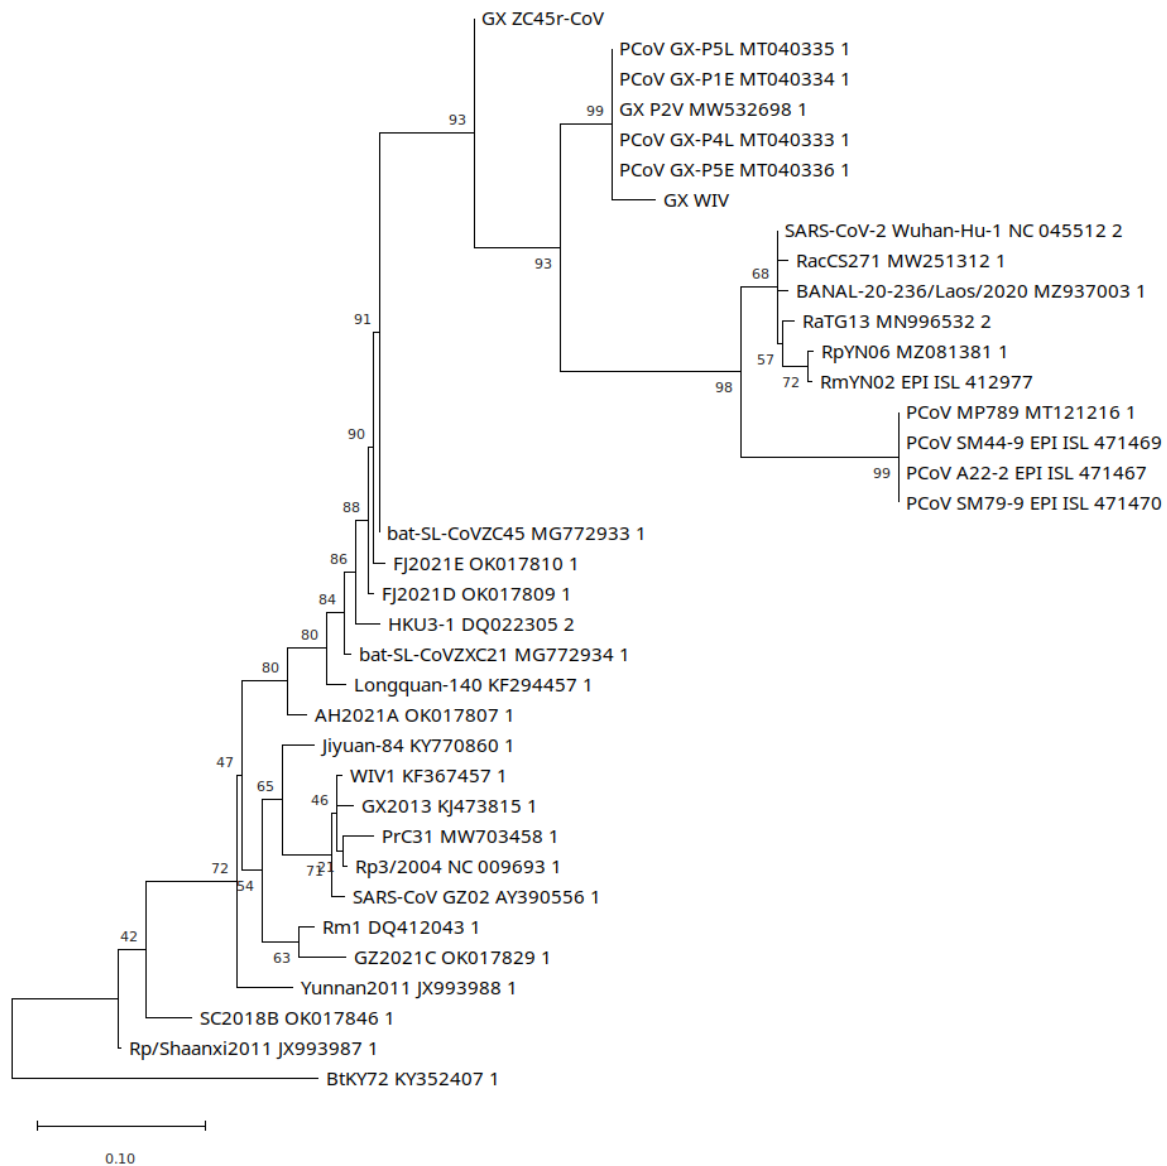 GX ZC45r-CoV
PCoV GX-P5L MT040335 1
PCoV GX-P1E MT040334 1
99
GX P2V MW532698 1
93
PCoV GX-P4L MT040333 1
PCoV GX-P5E MT040336 1
GX WIV
SARS-CoV-2 Wuhan-Hu-1 NC 045512 2
93
RacCS271 MW251312 1
68
BANAL-20-236/Laos/2020 MZ937003 1
91
RaTG13 MN996532 2
RpYN06 MZ081381 1
57
RmYN02 EPI ISL 412977
72
98
PCoV MP789 MT121216 1
90
PCoV SM44-9 EPI ISL 471469
PCoV A22-2 EPI ISL 471467
99
PCoV SM79-9 EPI ISL 471470
88
bat-SL-CoVZC45 MG772933 1
86
FJ2021E OK017810 1
FJ2021D OK017809 1
84
HKU3-1 DQ022305 2
80
bat-SL-CoVZXC21 MG772934 1
80
Longquan-140 KF294457 1
AH2021A OK017807 1
Jiyuan-84 KY770860 1
47
WIV1 KF367457 1
65
46
GX2013 KJ473815 1
PrC31 MW703458 1
72
71
21
Rp3/2004 NC 009693 1
54
SARS-CoV GZ02 AY390556 1
Rm1 DQ412043 1
42
63
GZ2021C OK017829 1
Yunnan2011 JX993988 1
SC2018B OK017846 1
Rp/Shaanxi2011 JX993987 1
BtKY72 KY352407 1
0.10